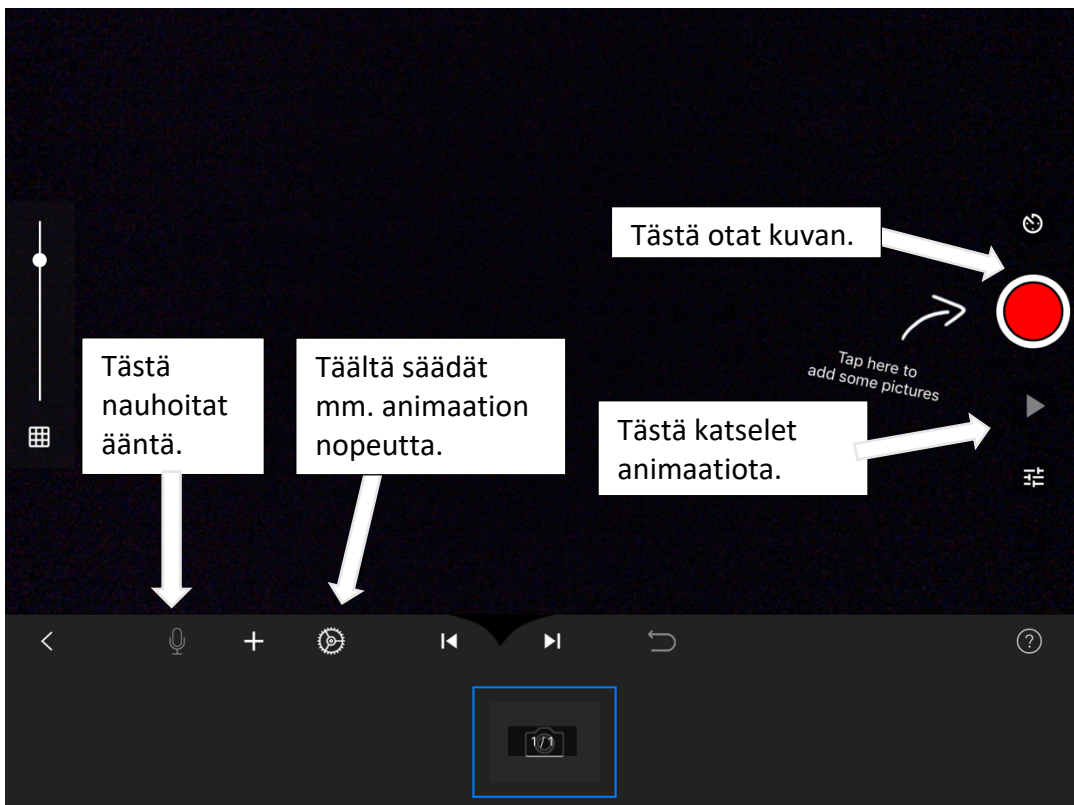 Tästä otat kuvan.
Tap here to
add some pictures
Tästä
nauhoitat
ääntä.
Täältä säädät
mm. animaation
nopeutta.
Tästä katselet
animaatiota.
?
1/1